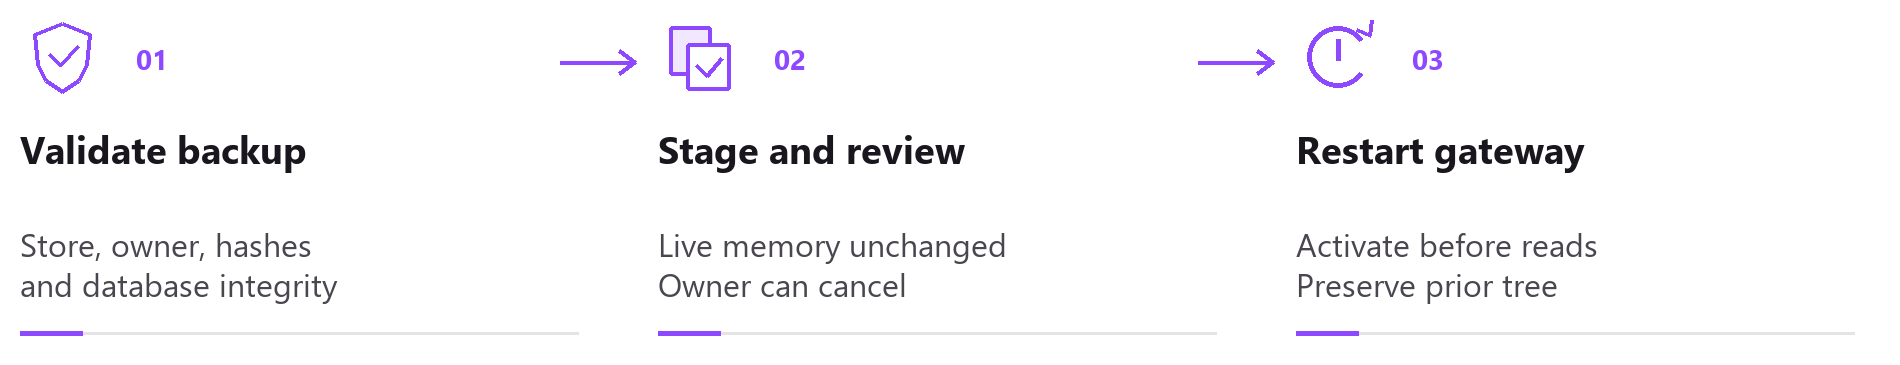 01
Validate backup
Store, owner, hashes
and database integrity
02
Stage and review
Live memory unchanged
Owner can cancel
03
Restart gateway
Activate before reads
Preserve prior tree